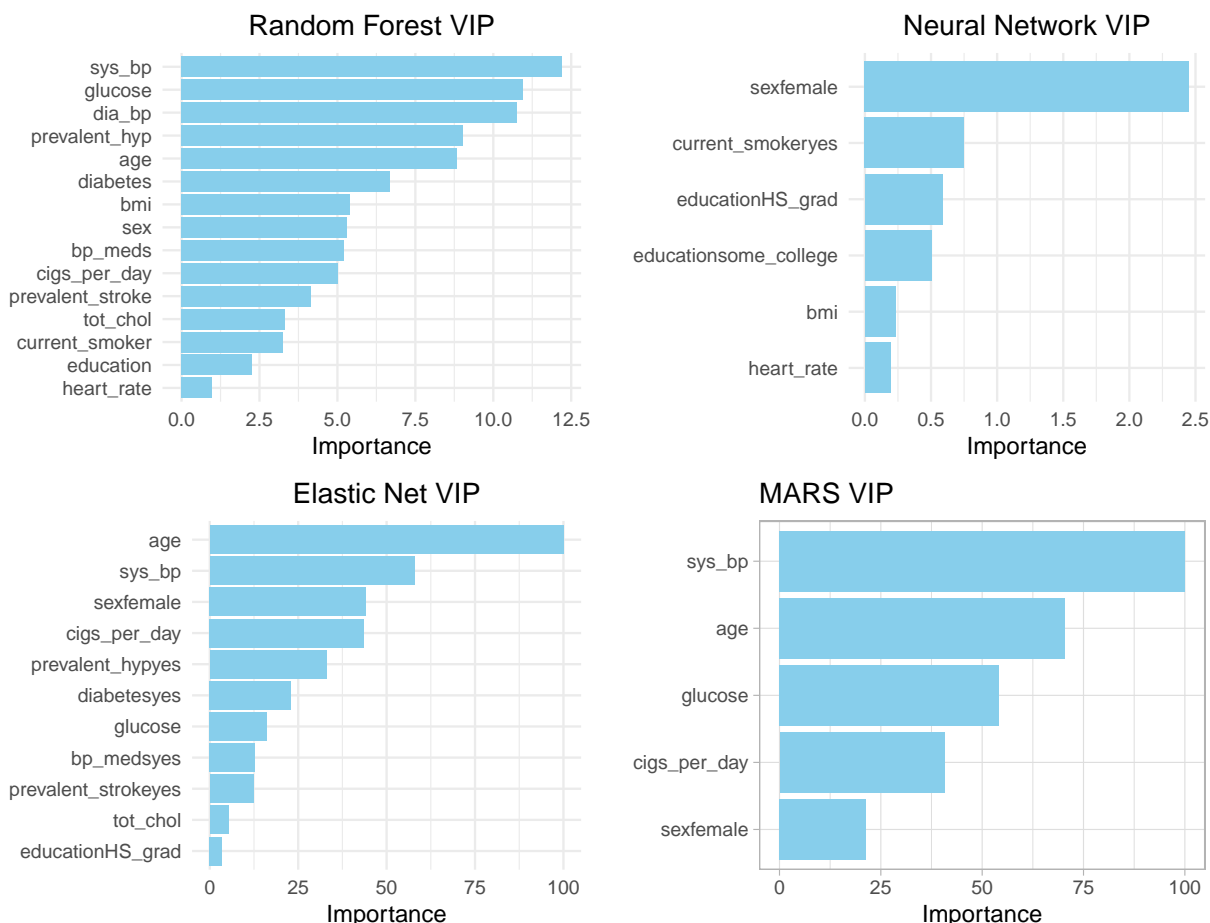 Random Forest VIP
sys_bp
glucose
dia_bp
prevalent_hyp
age
diabetes
bmi
sex
bp_meds
cigs_per_day
prevalent_stroke
tot_chol
current_smoker
education
heart_rate
0.0 2.5 5.0 7.5 10.0 12.5
Importance
Neural Network VIP
sexfemale
current_smokeryes
educationHS_grad
educationsome_college
bmi
heart_rate
0.0 0.5 1.0 1.5 2.0 2.5
Importance
Elastic Net VIP
age
sys_bp
sexfemale
cigs_per_day
prevalent_hypyes
diabetesyes
glucose
bp_medsyes
prevalent_strokeyes
tot_chol
educationHS_grad
0 25 50 75 100
Importance
MARS VIP
sys_bp
age
glucose
cigs_per_day
sexfemale
0 25 50 75 100
Importance